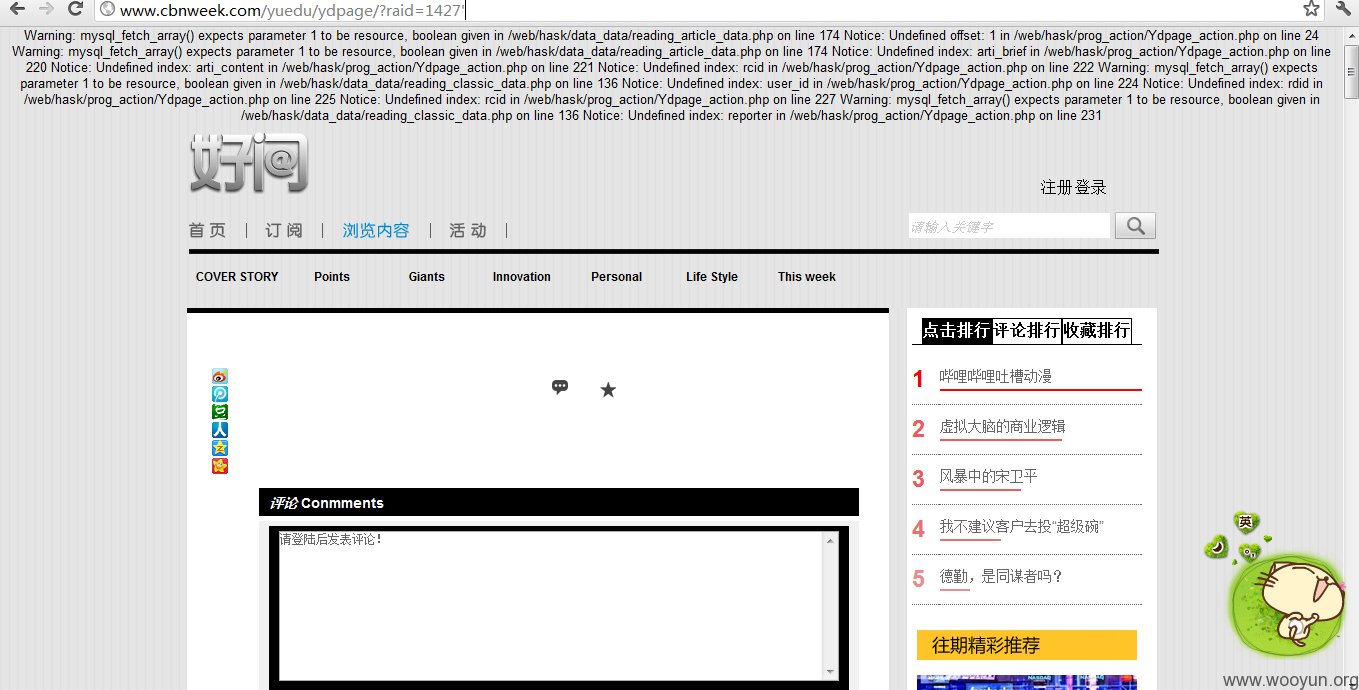 www.cbnweek.com/yuedu/ydpage/?raid=1427'
Warning: mysql_fetch_array() expects parameter 1 to be resource, boolean given in /web/hask/data_data/reading_article_data.php on line 174 Notice: Undefined offset: 1 in /web/hask/prog_action/Ydpage_action.php on line 24
Warning: mysql_fetch_array() expects parameter 1 to be resource, boolean given in /web/hask/data_data/reading_article_data.php on line 174 Notice: Undefined index: arti_brief in /web/hask/prog_action/Ydpage_action.php on line
220 Notice: Undefined index: arti_content in /web/hask/prog_action/Ydpage_action.php on line 221 Notice: Undefined index: rcid in /web/hask/prog_action/Ydpage_action.php on line 222 Warning: mysql_fetch_array() expects
parameter 1 to be resource, boolean given in /web/hask/data_data/reading_classic_data.php on line 136 Notice: Undefined index: user_id in /web/hask/prog_action/Ydpage_action.php on line 224 Notice: Undefined index: rdid in
/web/hask/prog_action/Ydpage_action.php on line 225 Notice: Undefined index: rcid in /web/hask/prog_action/Ydpage_action.php on line 227 Warning: mysql_fetch_array() expects parameter 1 to be resource, boolean given in
/web/hask/data_data/reading_classic_data.php on line 136 Notice: Undefined index: reporter in /web/hask/prog_action/Ydpage_action.php on line 231
好问@
注册 登录
首 页 | 订 阅 | 浏览内容 | 活 动 |
请输入关键字
COVER STORY Points Giants Innovation Personal Life Style This week
点击排行 评论排行 收藏排行
1 哔哩哔哩吐槽动漫
2 虚拟大脑的商业逻辑
3 风暴中的宋卫平
4 我不建议客户去投“超级碗”
5 德勤，是同谋者吗？
评论 Conmments
请登陆后发表评论！
英
往期精彩推荐
NASDAQ
www.wooyun.org